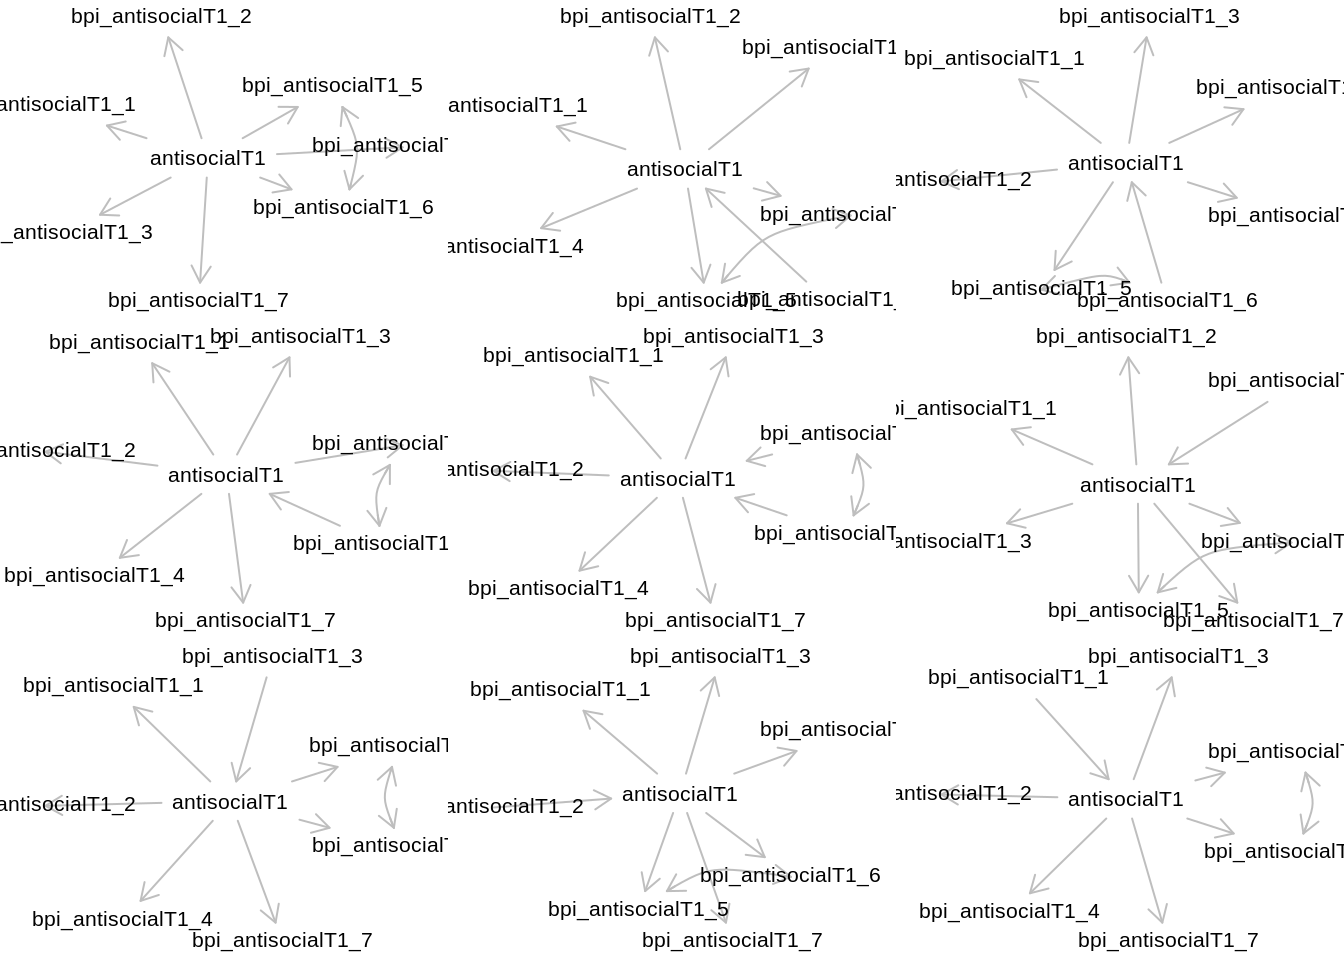 bpi_antisocialT1_2
bpi_antisocialT1_5
antisocialT1_1
bpi_antisocialT
antisocialT1
bpi_antisocialT1_6
_antisocialT1_3
bpi_antisocialT1_7
bpi_antisocialT1_2
bpi_antisocialT1
antisocialT1_1
antisocialT1
bpi_antisocialT
antisocialT1_4
bpi_antisocialT1_5
bpi_antisocialT1_
bpi_antisocialT1_3
bpi_antisocialT1_1
bpi_antisocialT1
antisocialT1
antisocialT1_2
bpi_antisocialT
bpi_antisocialT1_5
bpi_antisocialT1_6
bpi_antisocialT1_1
bpi_antisocialT1_3
antisocialT1_2
bpi_antisocialT
antisocialT1
bpi_antisocialT1
bpi_antisocialT1_4
bpi_antisocialT1_7
bpi_antisocialT1_3
bpi_antisocialT1_1
bpi_antisocialT
antisocialT1_2
antisocialT1
bpi_antisocialT
bpi_antisocialT1_4
bpi_antisocialT1_7
bpi_antisocialT1_2
bpi_antisocialT
pi_antisocialT1_1
antisocialT1
antisocialT1_3
bpi_antisocialT
bpi_antisocialT1_5
bpi_antisocialT1_7
bpi_antisocialT1_3
bpi_antisocialT1_1
bpi_antisocialT
antisocialT1_2
antisocialT1
bpi_antisocialT
bpi_antisocialT1_4
bpi_antisocialT1_7
bpi_antisocialT1_3
bpi_antisocialT1_1
bpi_antisocialT
antisocialT1
antisocialT1_2
bpi_antisocialT1_6
bpi_antisocialT1_5
bpi_antisocialT1_7
bpi_antisocialT1_3
bpi_antisocialT1_1
bpi_antisocialT
antisocialT1_2
antisocialT1
bpi_antisocialT
bpi_antisocialT1_4
bpi_antisocialT1_7